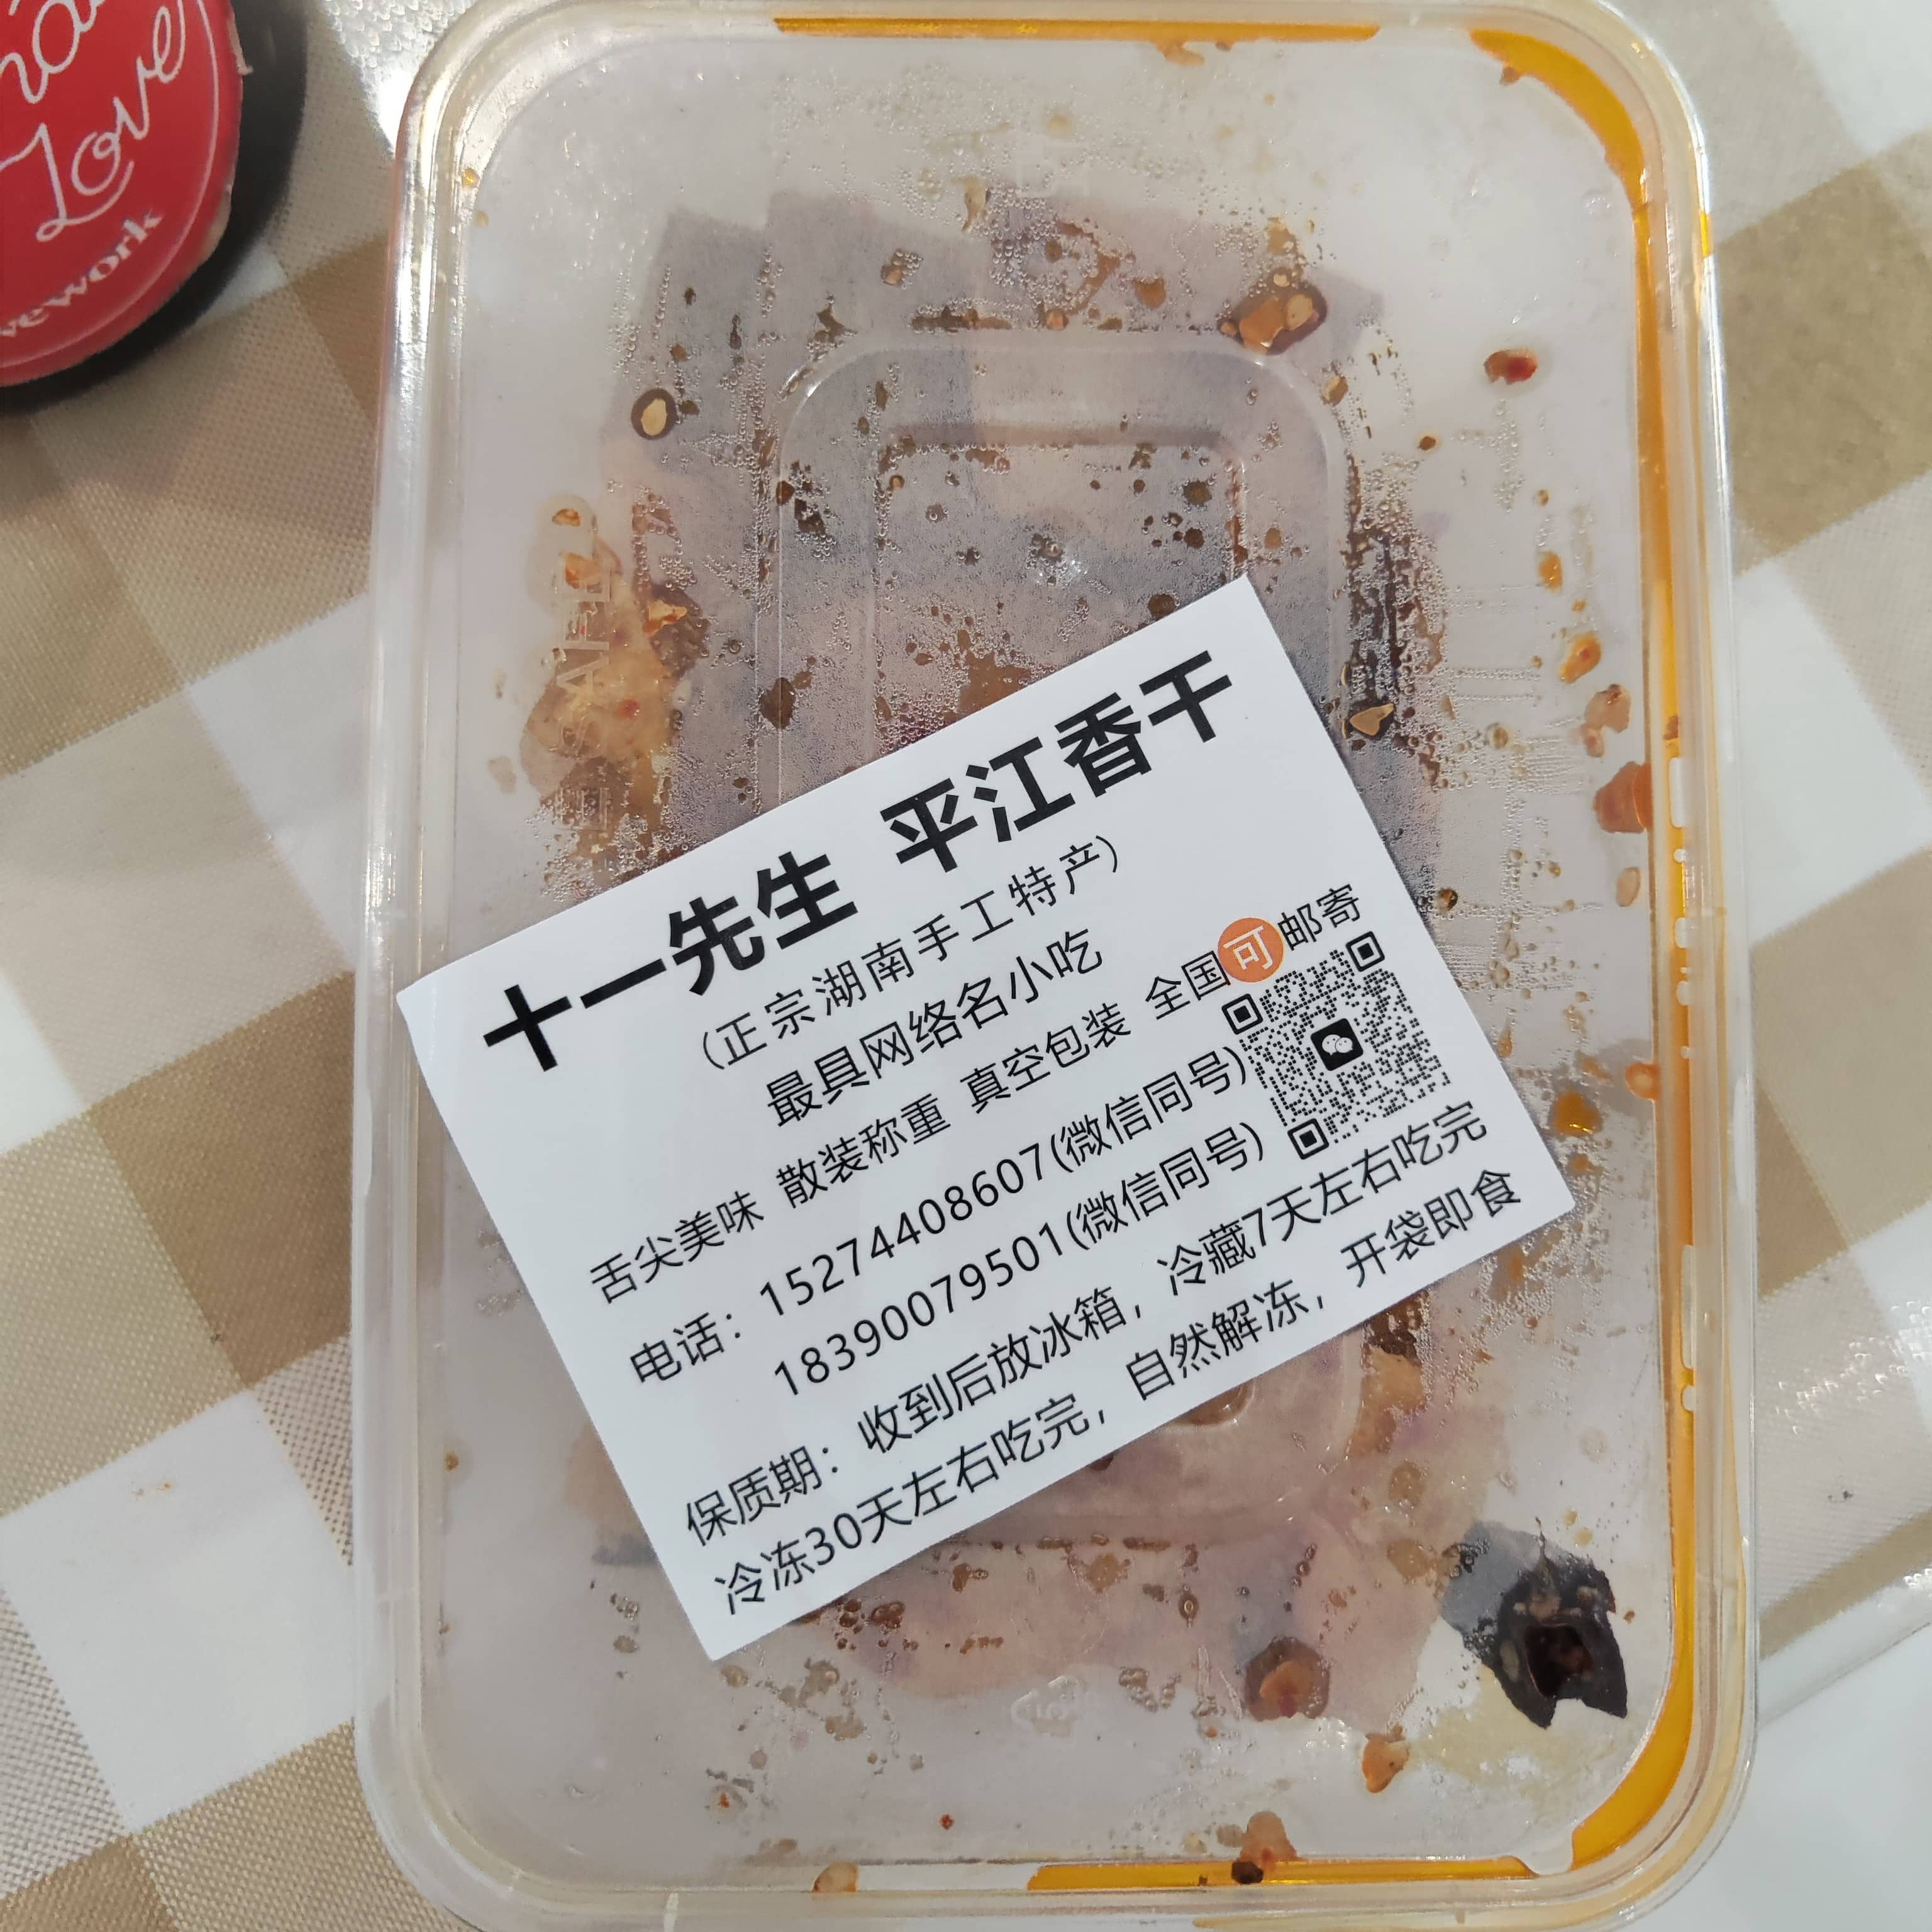 Love
十一先生 平江香干
(正宗湖南手工特产)
最具网络名小吃
舌尖美味 散装称重 真空包装 全国可邮寄
电话：15274408607(微信同号)
18390079501(微信同号)
保质期：收到后放冰箱，冷藏7天左右吃完
冷冻30天左右吃完，自然解冻，开袋即食